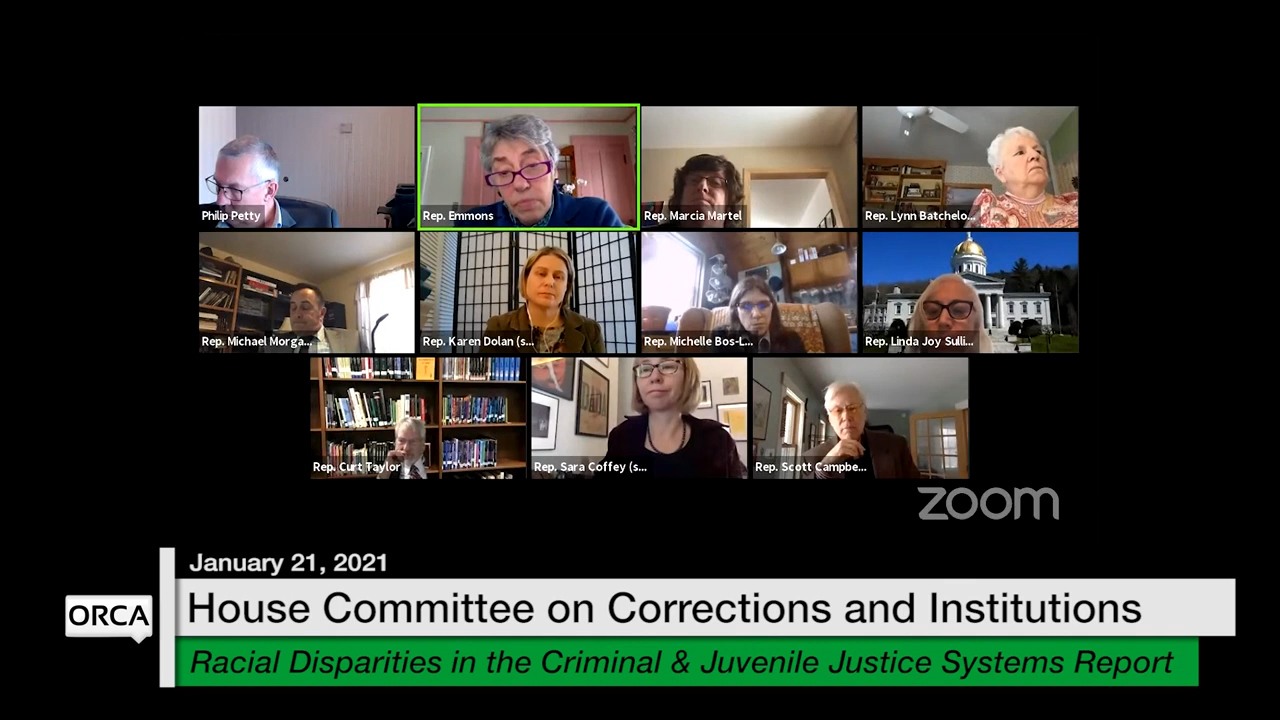 Philip Petty
Rep. Emmons
Rep. Marcia Martel
Rep. Lynn Batchelo...
Rep. Michael Morga...
Rep. Karen Dolan (s...
Rep. Michelle Bos-L...
Rep. Linda Joy Sulli...
Rep. Curt Taylor
Rep. Sara Coffey (s...
Rep. Scott Campbe...
zoom
January 21, 2021
ORCA
House Committee on Corrections and Institutions
Racial Disparities in the Criminal & Juvenile Justice Systems Report